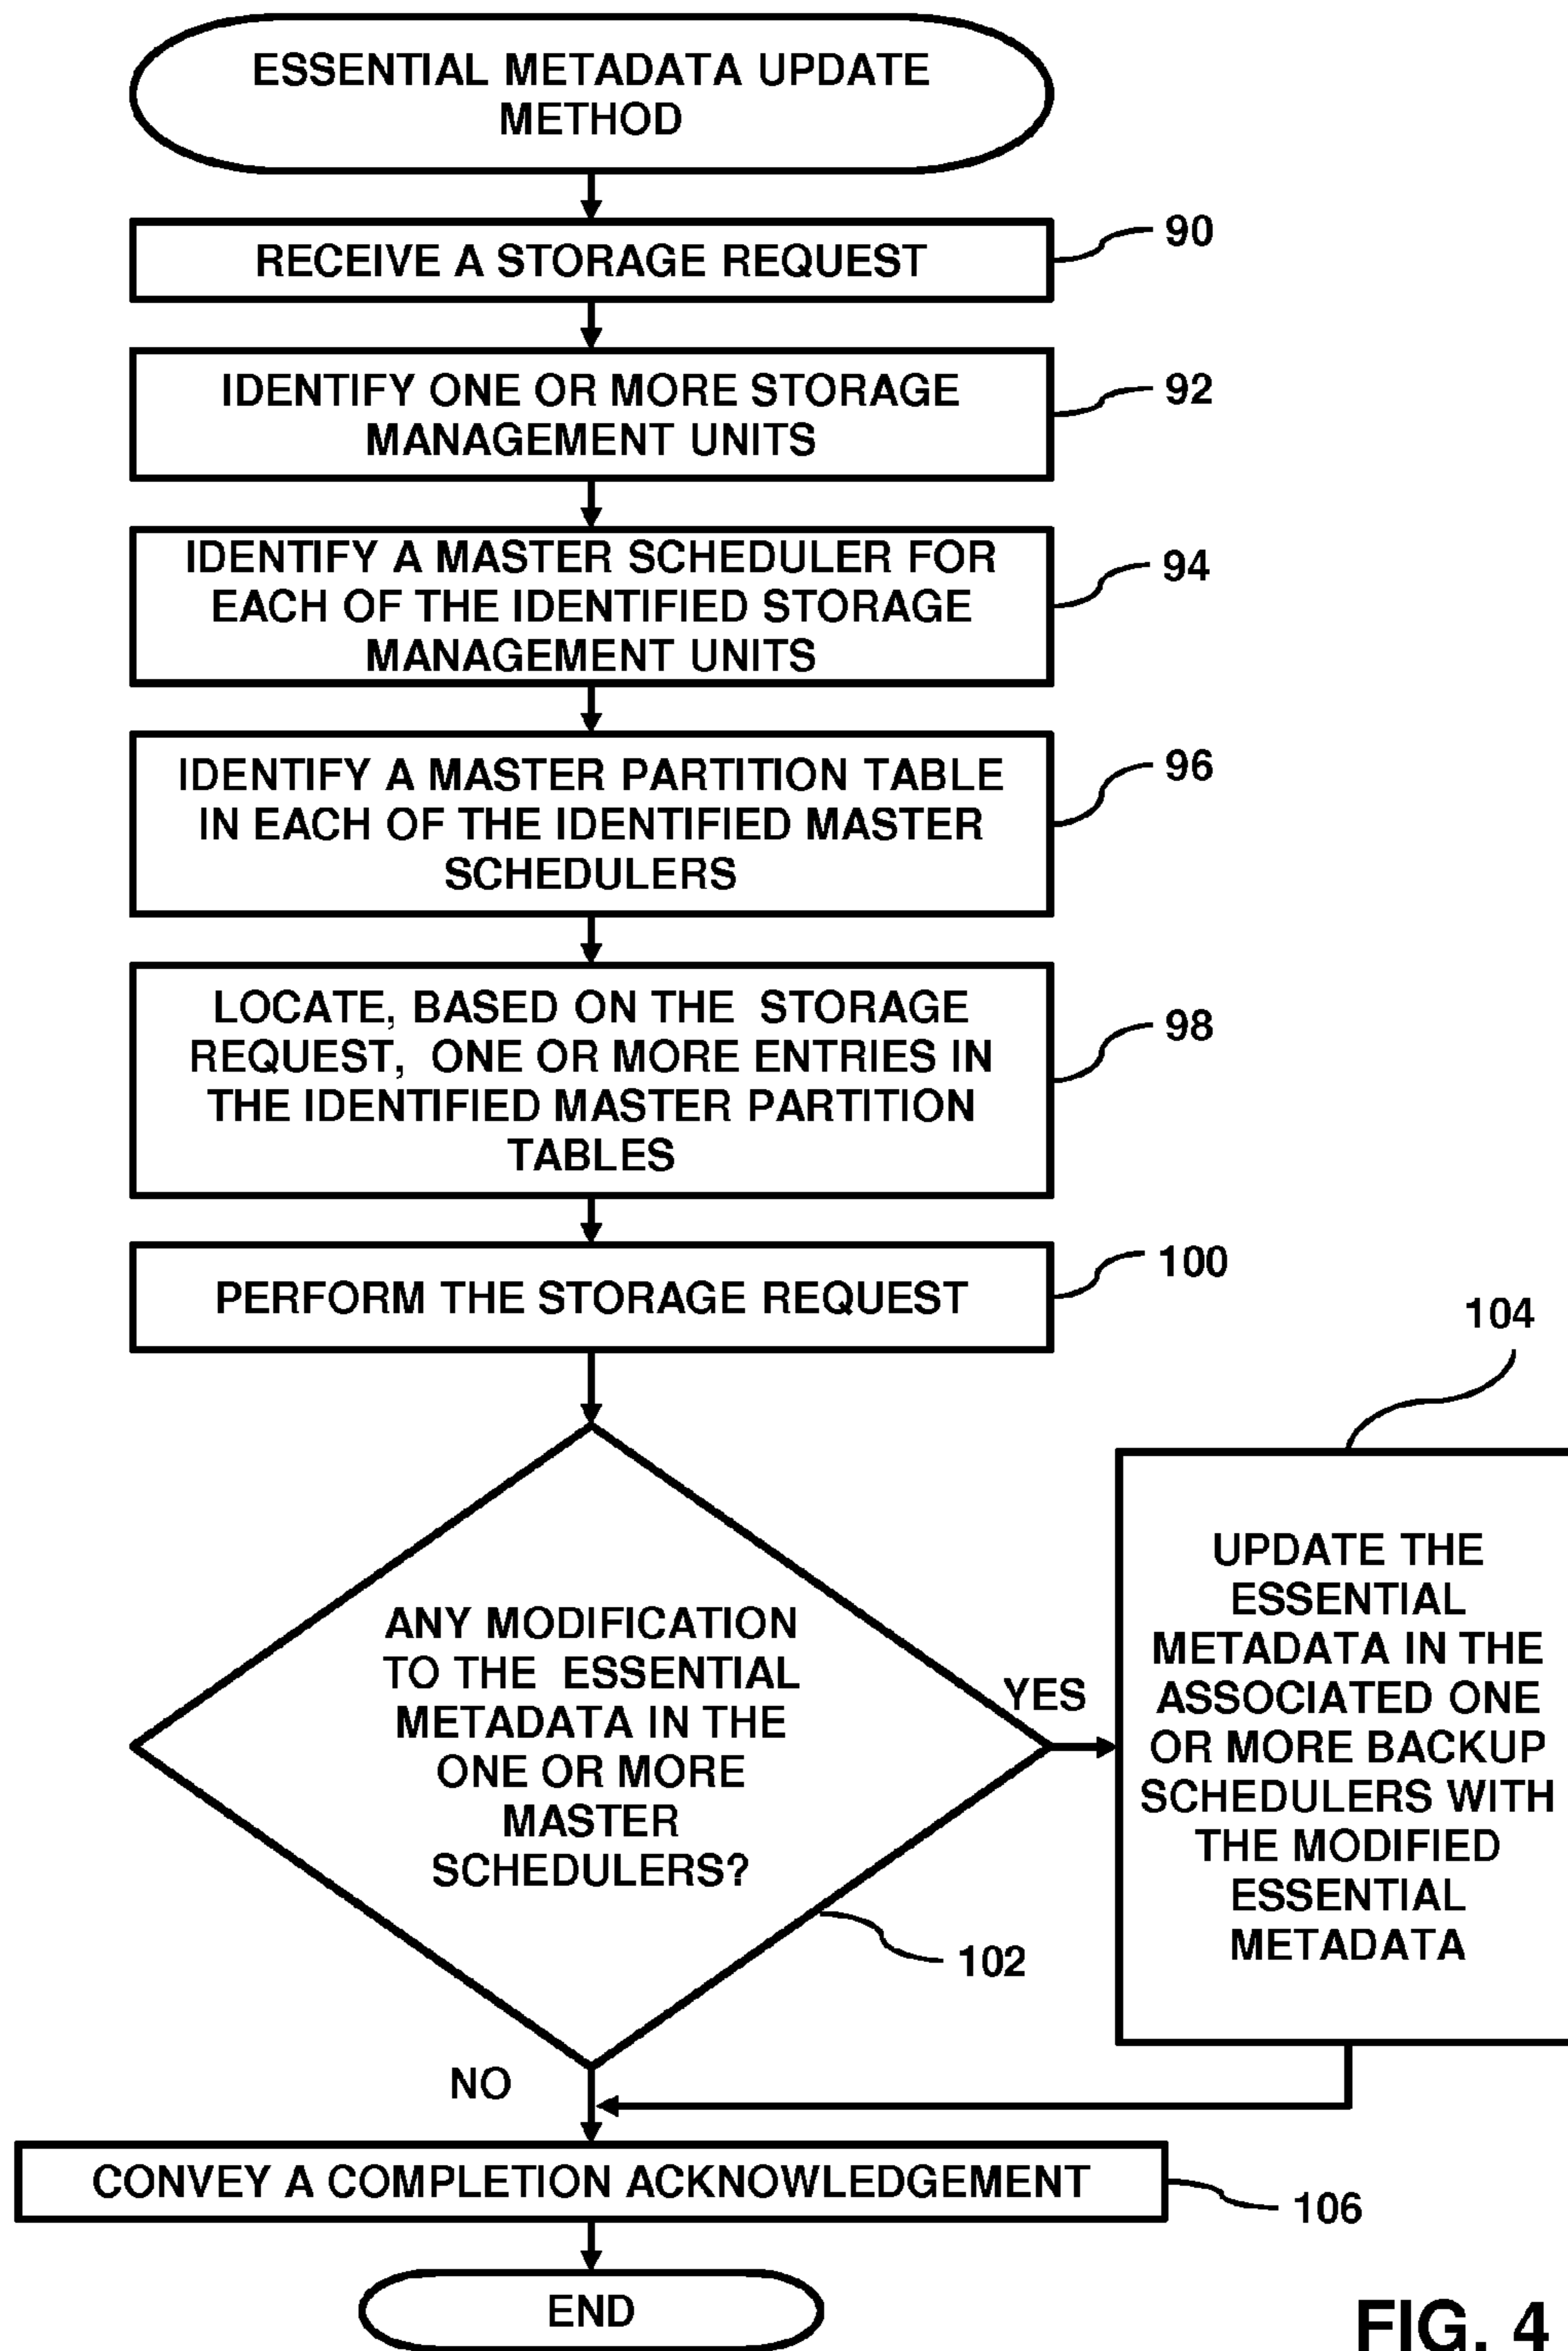 ESSENTIAL METADATA UPDATE
METHOD
RECEIVE A STORAGE REQUEST
90
IDENTIFY ONE OR MORE STORAGE
MANAGEMENT UNITS
92
IDENTIFY A MASTER SCHEDULER FOR
EACH OF THE IDENTIFIED STORAGE
MANAGEMENT UNITS
94
IDENTIFY A MASTER PARTITION TABLE
IN EACH OF THE IDENTIFIED MASTER
SCHEDULERS
96
LOCATE, BASED ON THE STORAGE
REQUEST, ONE OR MORE ENTRIES IN
THE IDENTIFIED MASTER PARTITION
TABLES
98
PERFORM THE STORAGE REQUEST
100
ANY MODIFICATION
TO THE ESSENTIAL
METADATA IN THE
ONE OR MORE
MASTER
SCHEDULERS?
102
YES
104
UPDATE THE
ESSENTIAL
METADATA IN THE
ASSOCIATED ONE
OR MORE BACKUP
SCHEDULERS WITH
THE MODIFIED
ESSENTIAL
METADATA
NO
CONVEY A COMPLETION ACKNOWLEDGEMENT
106
END
FIG. 4